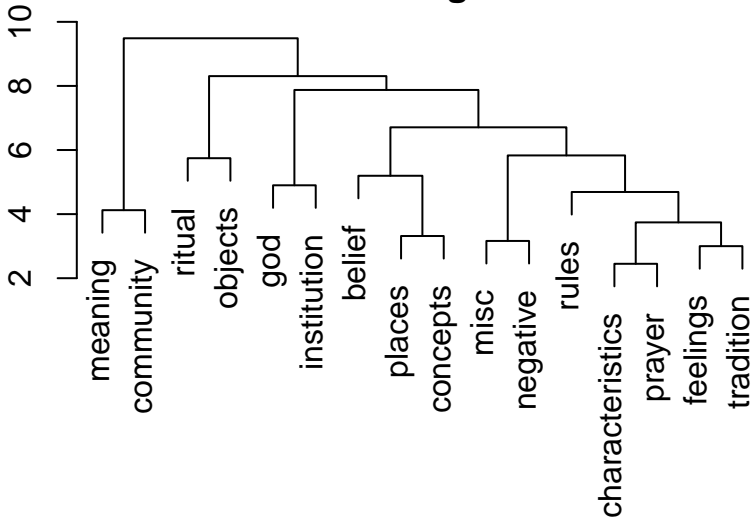 10
8
6
4
2
meaning
community
ritual
objects
god
institution
belief
places
concepts
misc
negative
rules
characteristics
prayer
feelings
tradition